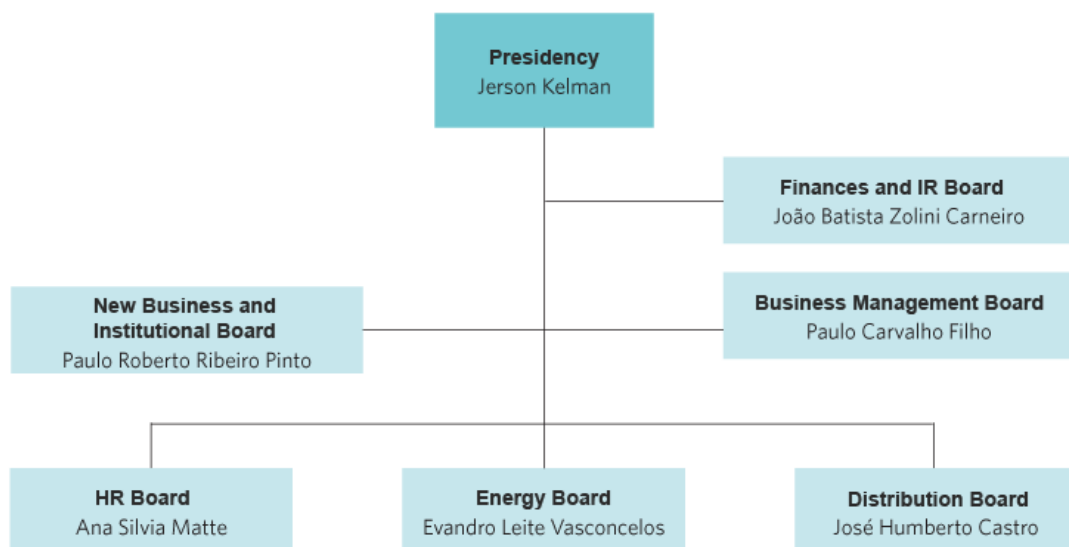 Presidency
Jerson Kelman
Finances and IR Board
João Batista Zolini Carneiro
New Business and
Institutional Board
Paulo Roberto Ribeiro Pinto
Business Management Board
Paulo Carvalho Filho
HR Board
Ana Silvia Matte
Energy Board
Evandro Leite Vasconcelos
Distribution Board
José Humberto Castro